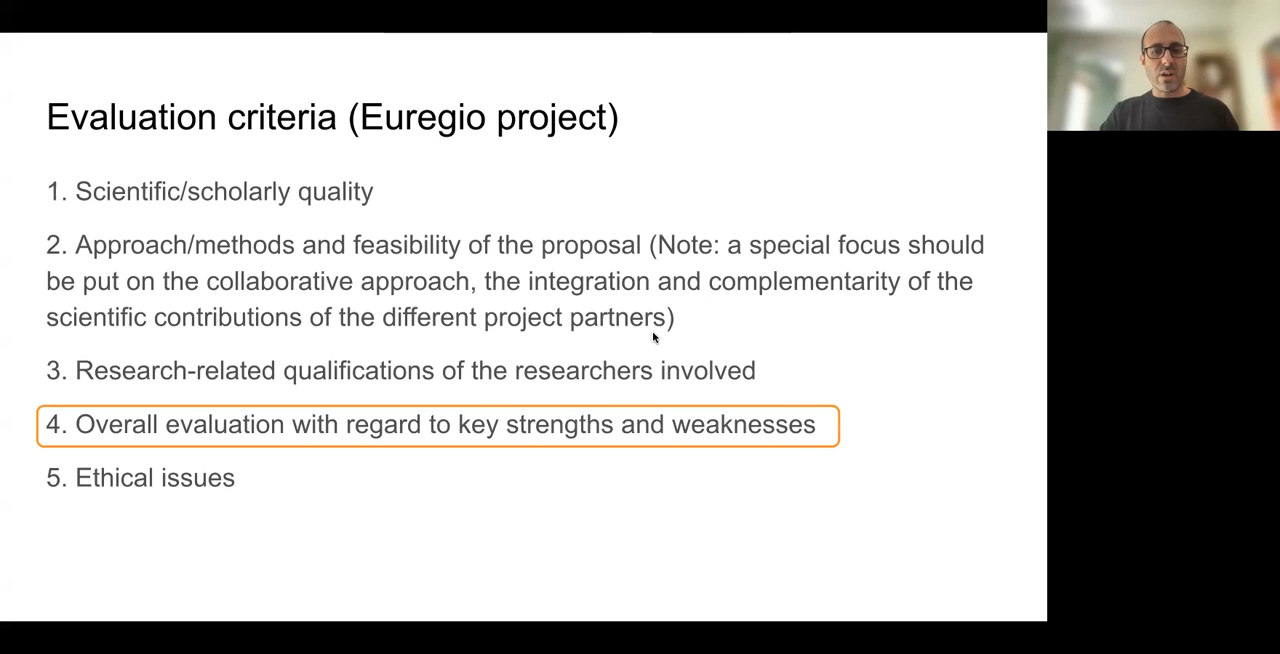 Evaluation criteria (Euregio project)
1. Scientific/scholarly quality
2. Approach/methods and feasibility of the proposal (Note: a special focus should
be put on the collaborative approach, the integration and complementarity of the
scientific contributions of the different project partners)
3. Research-related qualifications of the researchers involved
4. Overall evaluation with regard to key strengths and weaknesses
5. Ethical issues